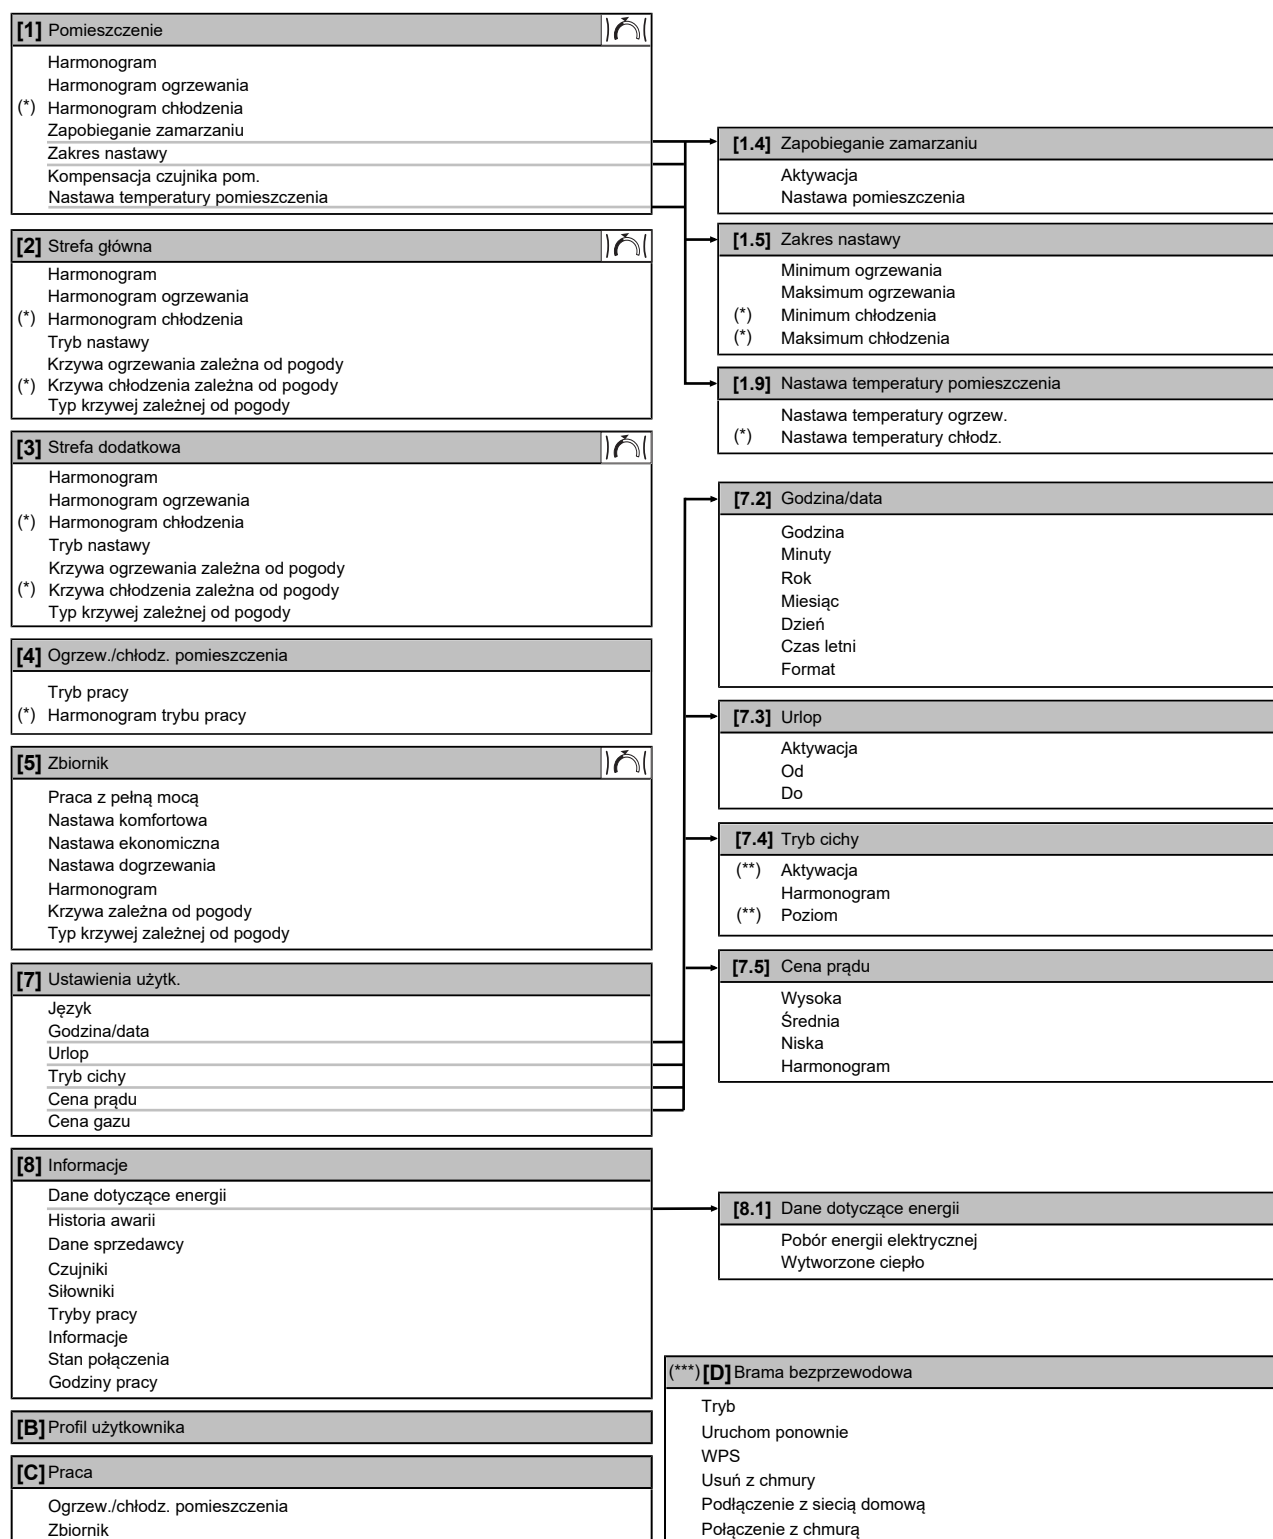 [1] Pomieszczenie
Harmonogram
Harmonogram ogrzewania
(*) Harmonogram chłodzenia
Zapobieganie zamarzaniu
Zakres nastawy
Kompensacja czujnika pom.
Nastawa temperatury pomieszczenia
[2] Strefa główna
Harmonogram
Harmonogram ogrzewania
(*) Harmonogram chłodzenia
Tryb nastawy
Krzywa ogrzewania zależna od pogody
(*) Krzywa chłodzenia zależna od pogody
Typ krzywej zależnej od pogody
[3] Strefa dodatkowa
Harmonogram
Harmonogram ogrzewania
(*) Harmonogram chłodzenia
Tryb nastawy
Krzywa ogrzewania zależna od pogody
(*) Krzywa chłodzenia zależna od pogody
Typ krzywej zależnej od pogody
[4] Ogrzew./chłodz. pomieszczenia
Tryb pracy
(*) Harmonogram trybu pracy
[5] Zbiornik
Praca z pełną mocą
Nastawa komfortowa
Nastawa ekonomiczna
Nastawa dogrzewania
Harmonogram
Krzywa zależna od pogody
Typ krzywej zależnej od pogody
[7] Ustawienia użytk.
Język
Godzina/data
Urlop
Tryb cichy
Cena prądu
Cena gazu
[8] Informacje
Dane dotyczące energii
Historia awarii
Dane sprzedawcy
Czujniki
Siłowniki
Tryby pracy
Informacje
Stan połączenia
Godziny pracy
[B] Profil użytkownika
[C] Praca
Ogrzew./chłodz. pomieszczenia
Zbiornik
[1.4] Zapobieganie zamarzaniu
Aktywacja
Nastawa pomieszczenia
[1.5] Zakres nastawy
Minimum ogrzewania
Maksimum ogrzewania
(*) Minimum chłodzenia
(*) Maksimum chłodzenia
[1.9] Nastawa temperatury pomieszczenia
Nastawa temperatury ogrzew.
(*) Nastawa temperatury chłodz.
[7.2] Godzina/data
Godzina
Minuty
Rok
Miesiąc
Dzień
Czas letni
Format
[7.3] Urlop
Aktywacja
Od
Do
[7.4] Tryb cichy
(**) Aktywacja
Harmonogram
(**) Poziom
[7.5] Cena prądu
Wysoka
Średnia
Niska
Harmonogram
[8.1] Dane dotyczące energii
Pobór energii elektrycznej
Wytworzone ciepło
(***) [D] Brama bezprzewodowa
Tryb
Uruchom ponownie
WPS
Usuń z chmury
Podłączenie z siecią domową
Połączenie z chmurą